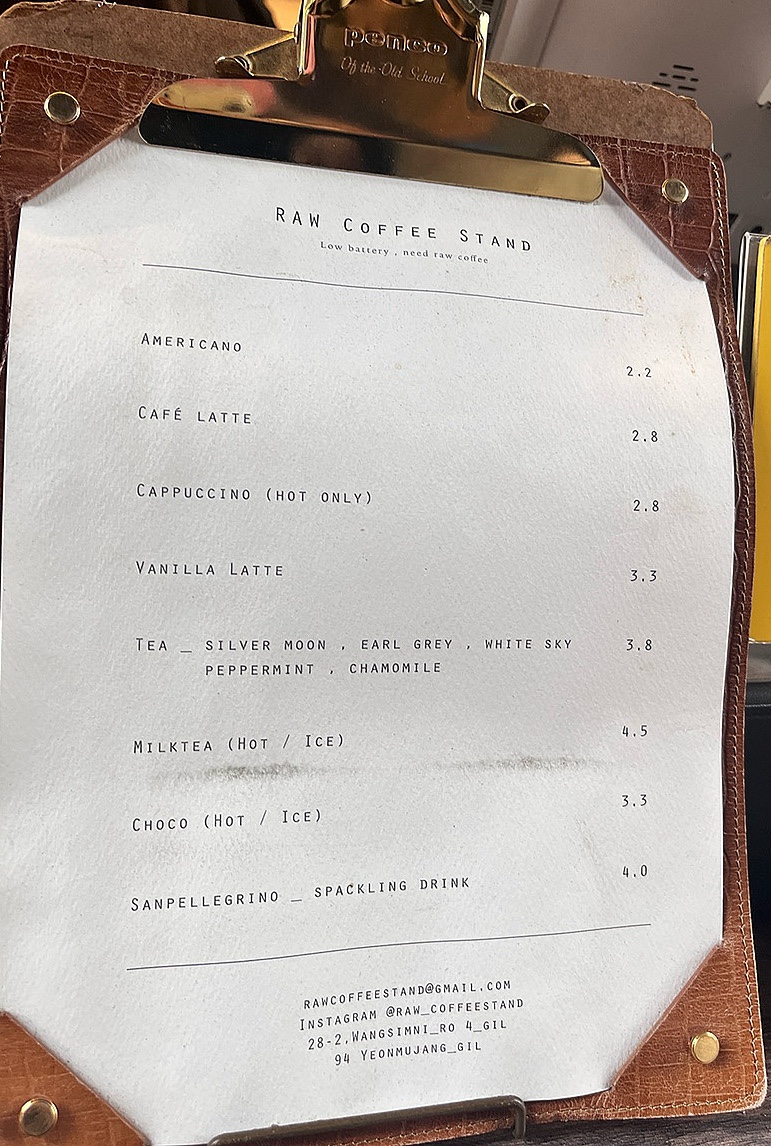 penco
Of the Old School
RAW COFFEE STAND
Low battery , need raw coffee
AMERICANO 2.2
CAFÉ LATTE 2.8
CAPPUCCINO (HOT ONLY) 2.8
VANILLA LATTE 3.3
TEA _ SILVER MOON , EARL GREY , WHITE SKY 3.8
PEPPERMINT , CHAMOMILE
MILKTEA (HOT / ICE) 4.5
CHOCO (HOT / ICE) 3.3
SANPELLEGRINO _ SPACKLING DRINK 4.0
RAWCOFFEESTAND@GMAIL.COM
INSTAGRAM @RAW_COFFEESTAND
28-2,WANGSIMNI_RO 4_GIL
94 YEONMUJANG_GIL